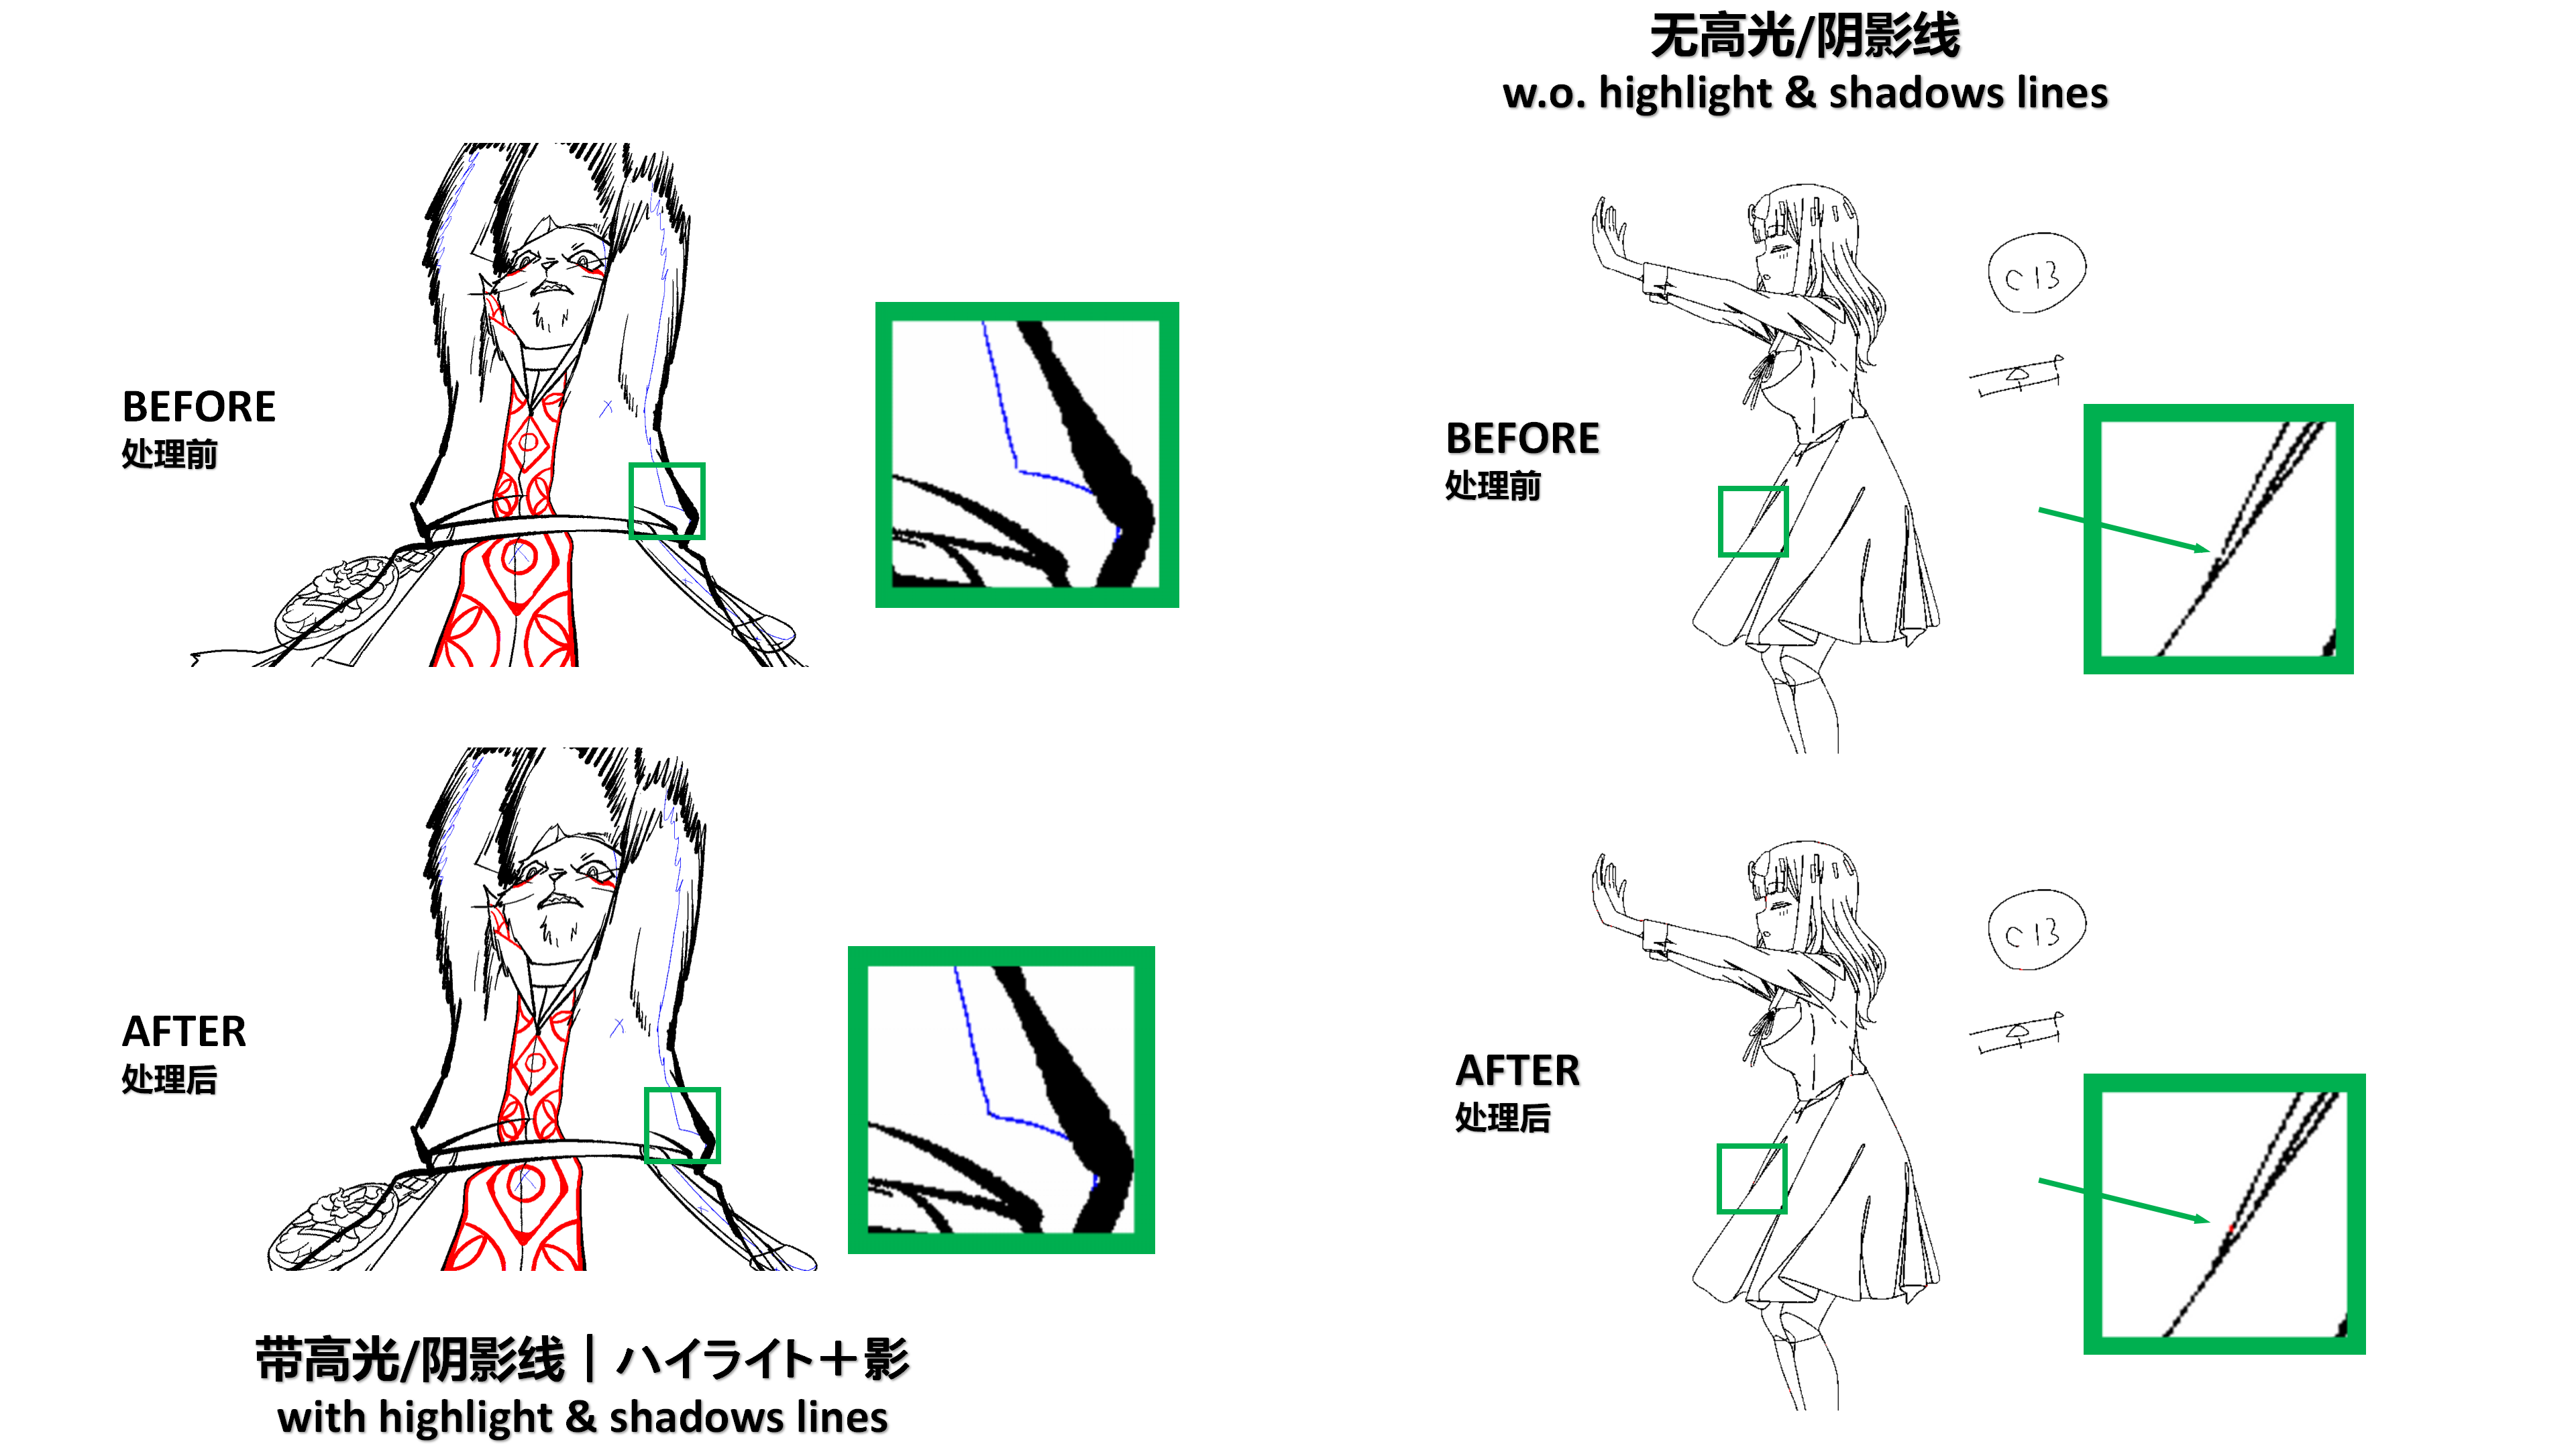 无高光/阴影线
w.o. highlight & shadows lines
BEFORE
处理前
BEFORE
处理前
C13
AFTER
处理后
AFTER
处理后
C13
带高光/阴影线｜ハイライト＋影
with highlight & shadows lines